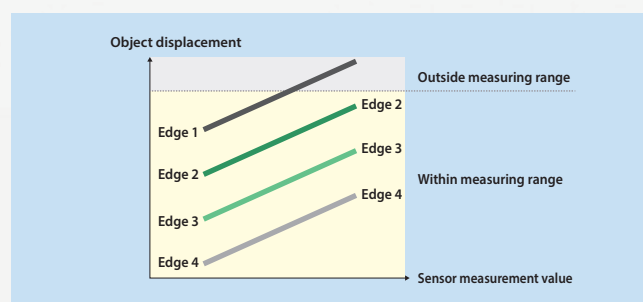 Object displacement
Outside measuring range
Edge 2
Edge 1
Edge 3
Edge 2
Within measuring range
Edge 4
Edge 3
Edge 4
Sensor measurement value